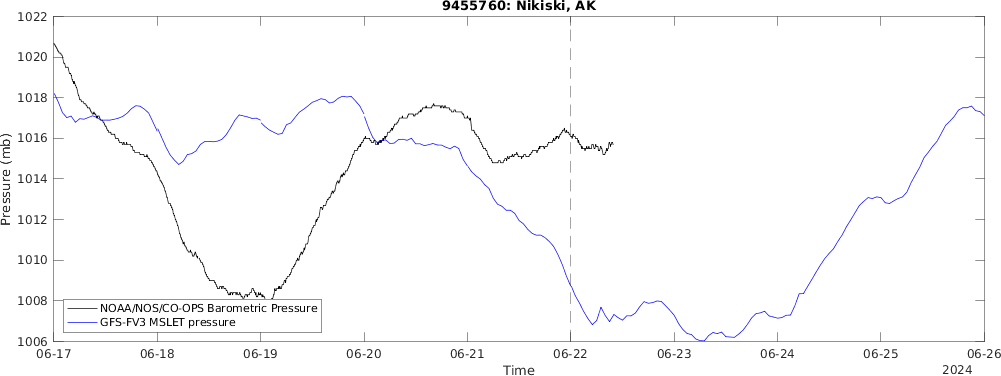 9455760: Nikiski, AK
1022
1020
1018
1016
1014
1012
1010
1008
1006
Pressure (mb)
NOAA/NOS/CO-OPS Barometric Pressure
GFS-FV3 MSLET pressure
06-17 06-18 06-19 06-20 06-21 06-22 06-23 06-24 06-25 06-26
Time
2024